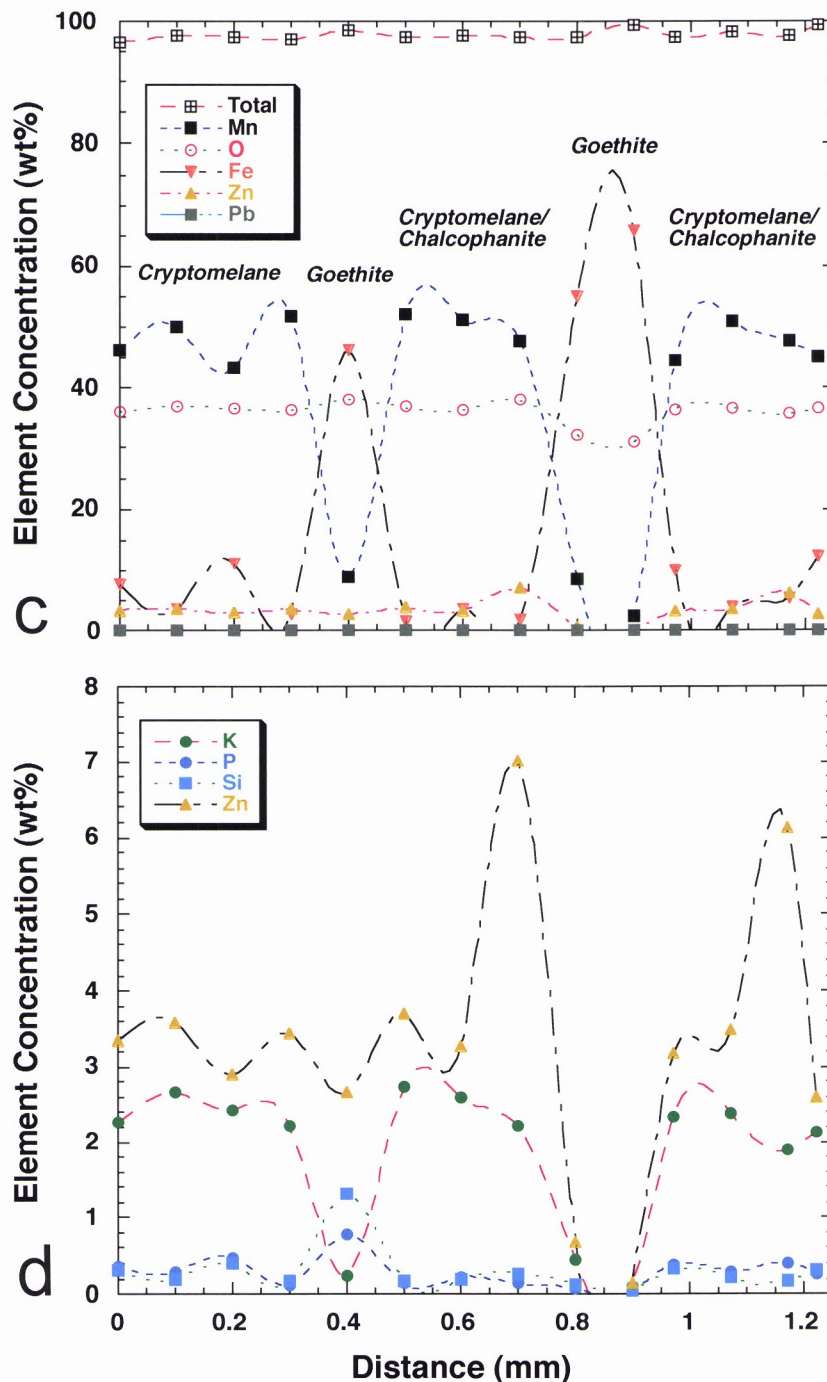 100
80
60
40
20
0
Element Concentration (wt%)
Total
Mn
O
Fe
Zn
Pb
Goethite
Cryptomelane/
Chalcophanite
Cryptomelane/
Chalcophanite
Cryptomelane
Goethite
c
8
7
6
5
4
3
2
1
0
Element Concentration (wt%)
K
P
Si
Zn
d
0
0.2
0.4
0.6
0.8
1
1.2
Distance (mm)